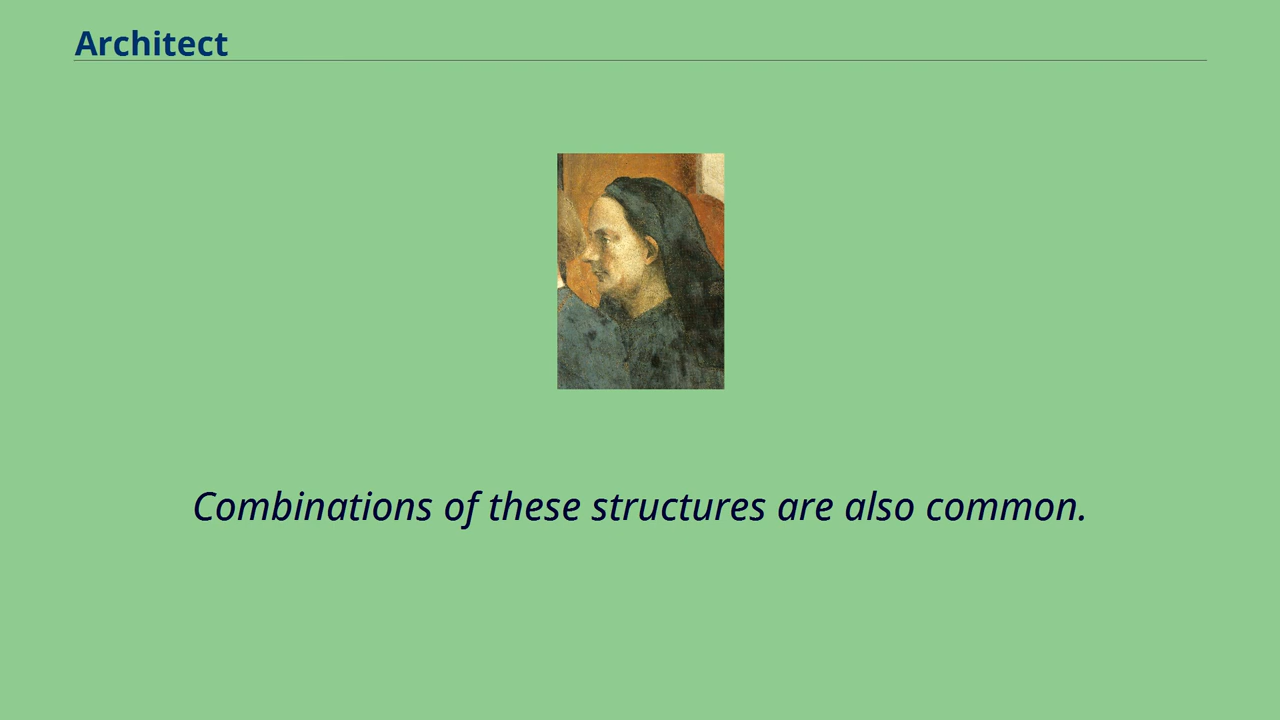 Architect
Combinations of these structures are also common.